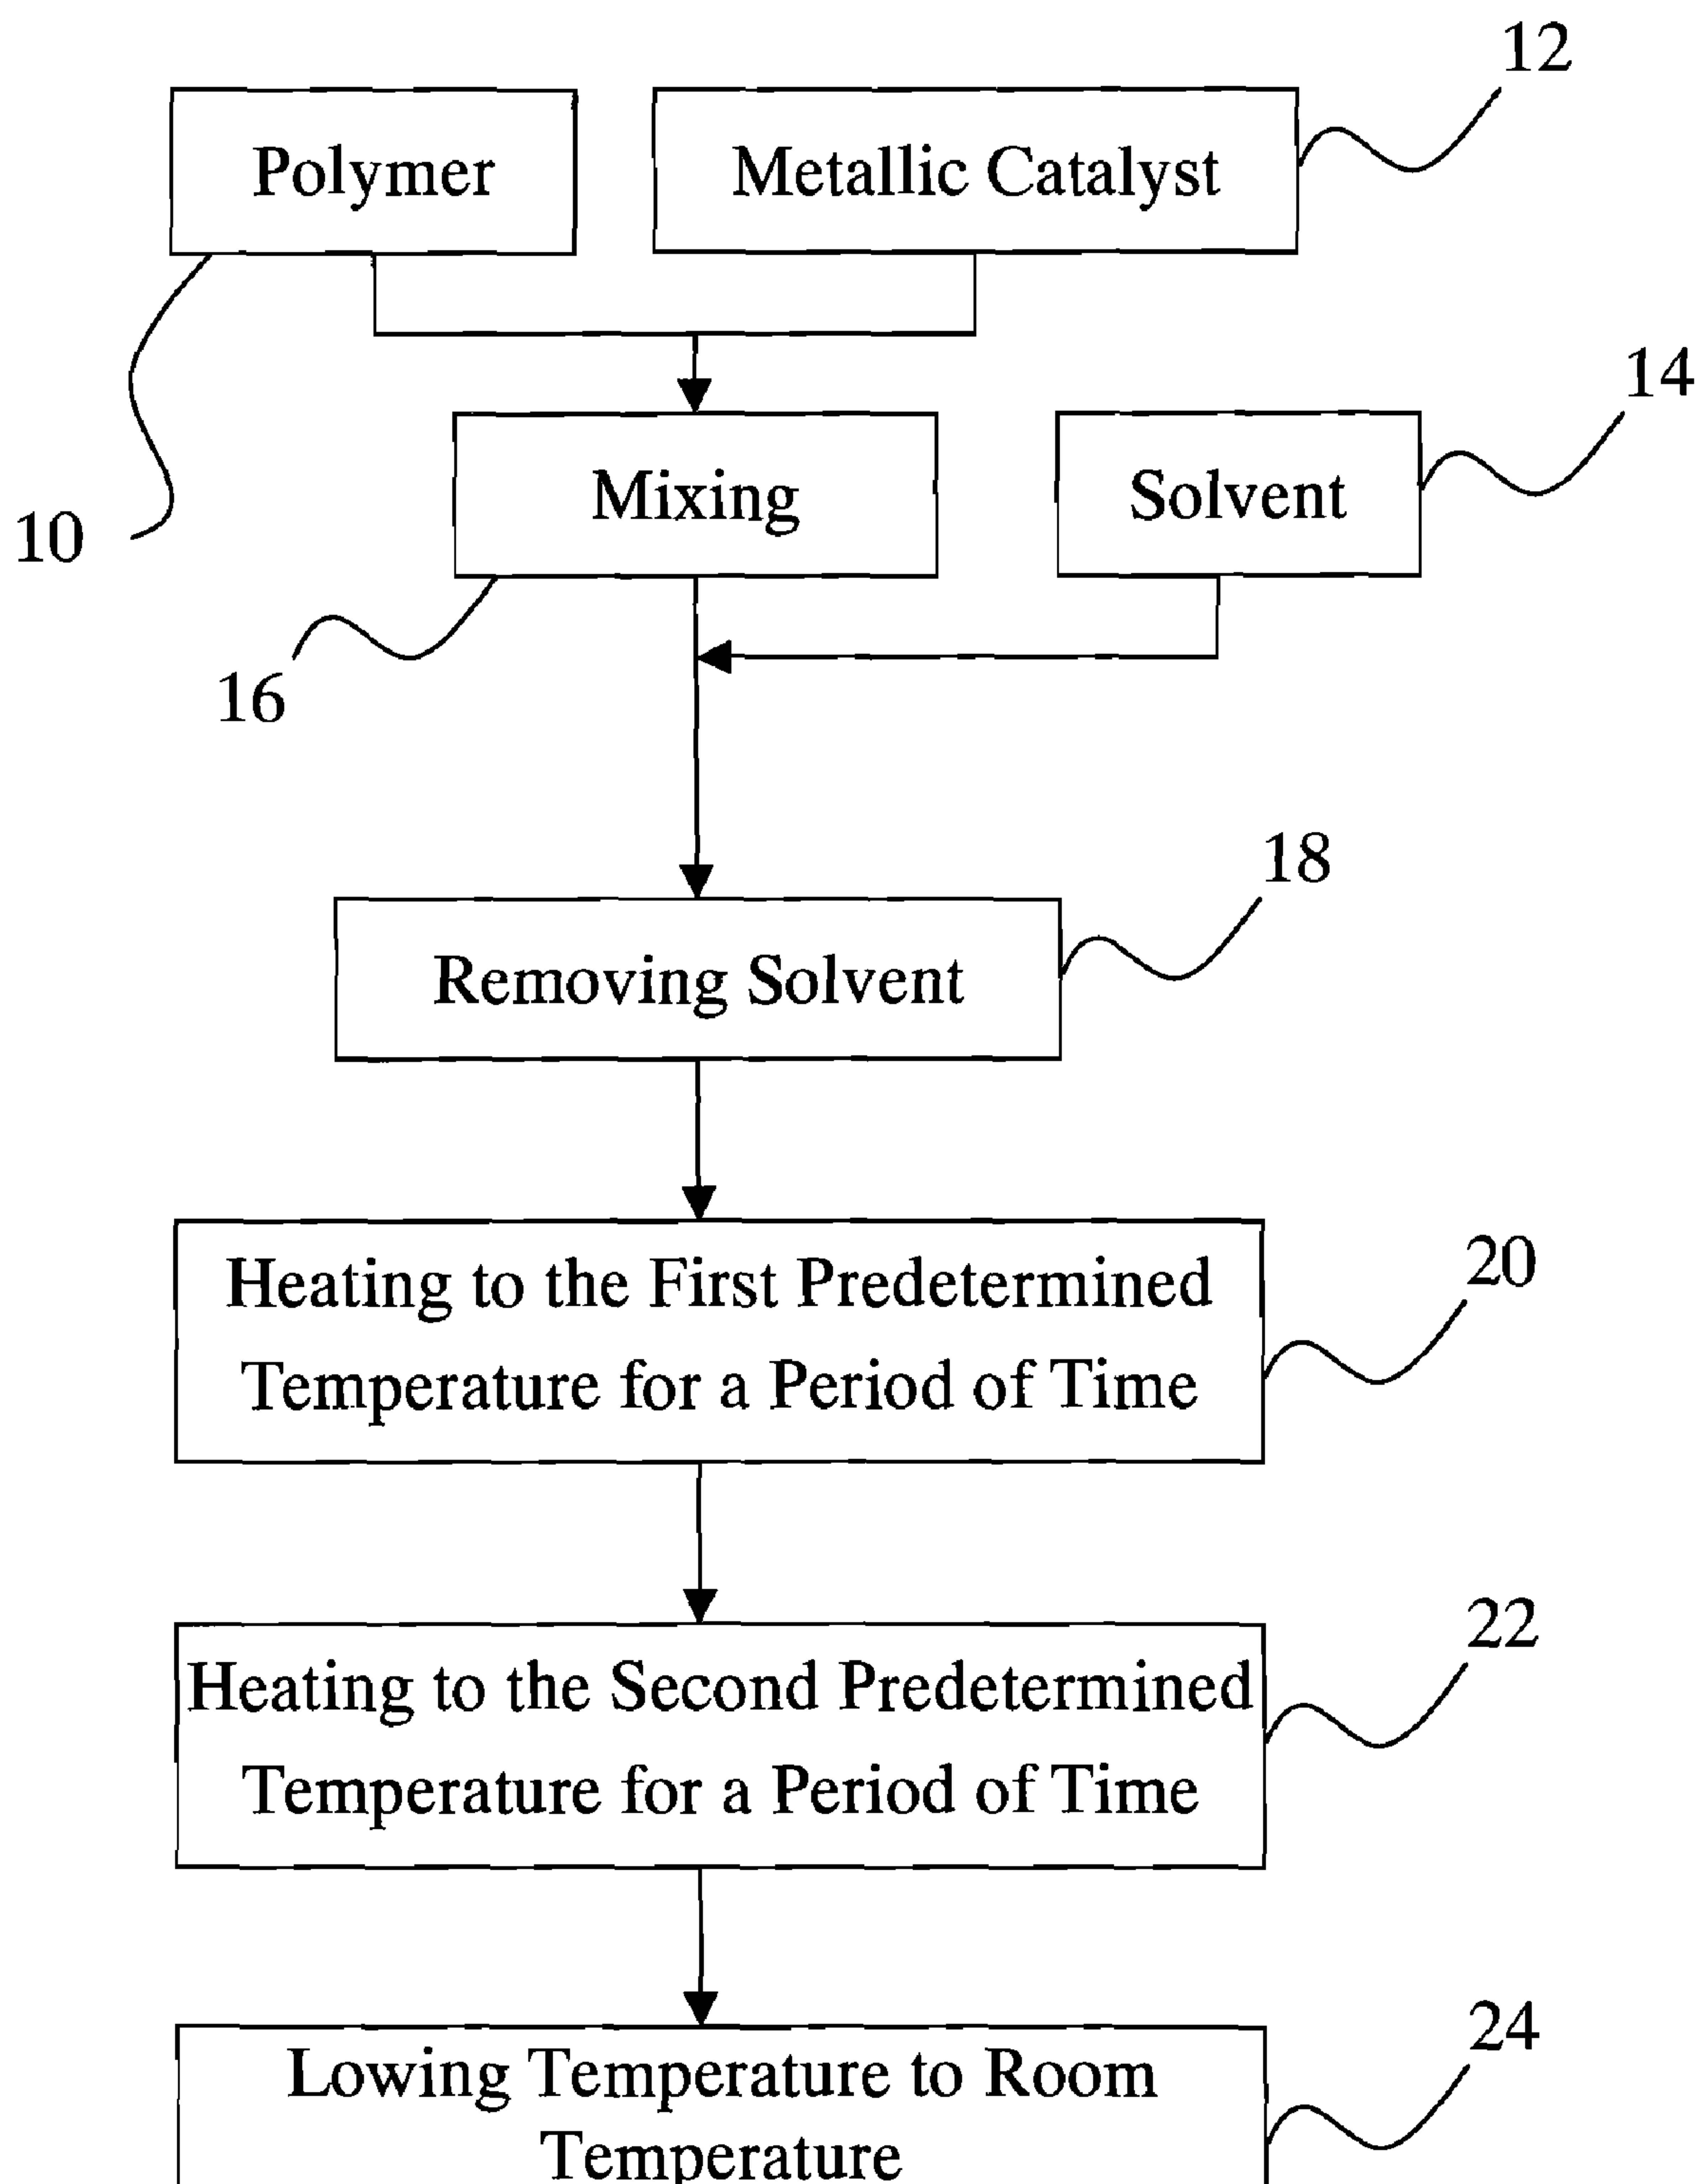 12
Polymer
Metallic Catalyst
14
Mixing
Solvent
10
16
18
Removing Solvent
20
Heating to the First Predetermined
Temperature for a Period of Time
22
Heating to the Second Predetermined
Temperature for a Period of Time
24
Lowing Temperature to Room
Temperature